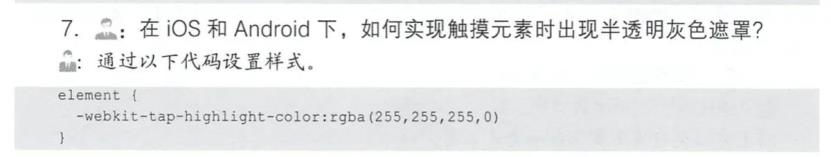 7. ：在 iOS 和 Android 下，如何实现触摸元素时出现半透明灰色遮罩？
：通过以下代码设置样式。
element {
  -webkit-tap-highlight-color:rgba(255,255,255,0)
}